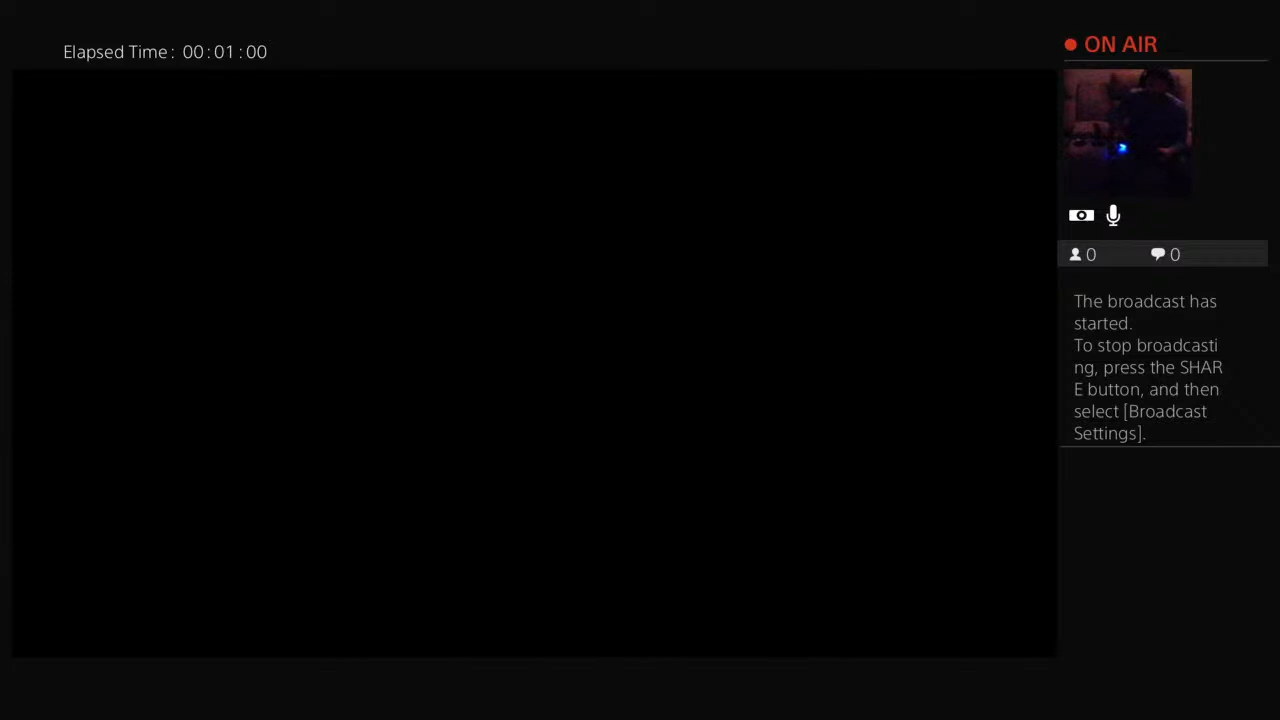 Elapsed Time: 00:01:00
ON AIR
0 0
The broadcast has
started.
To stop broadcasti
ng, press the SHAR
E button, and then
select [Broadcast
Settings].